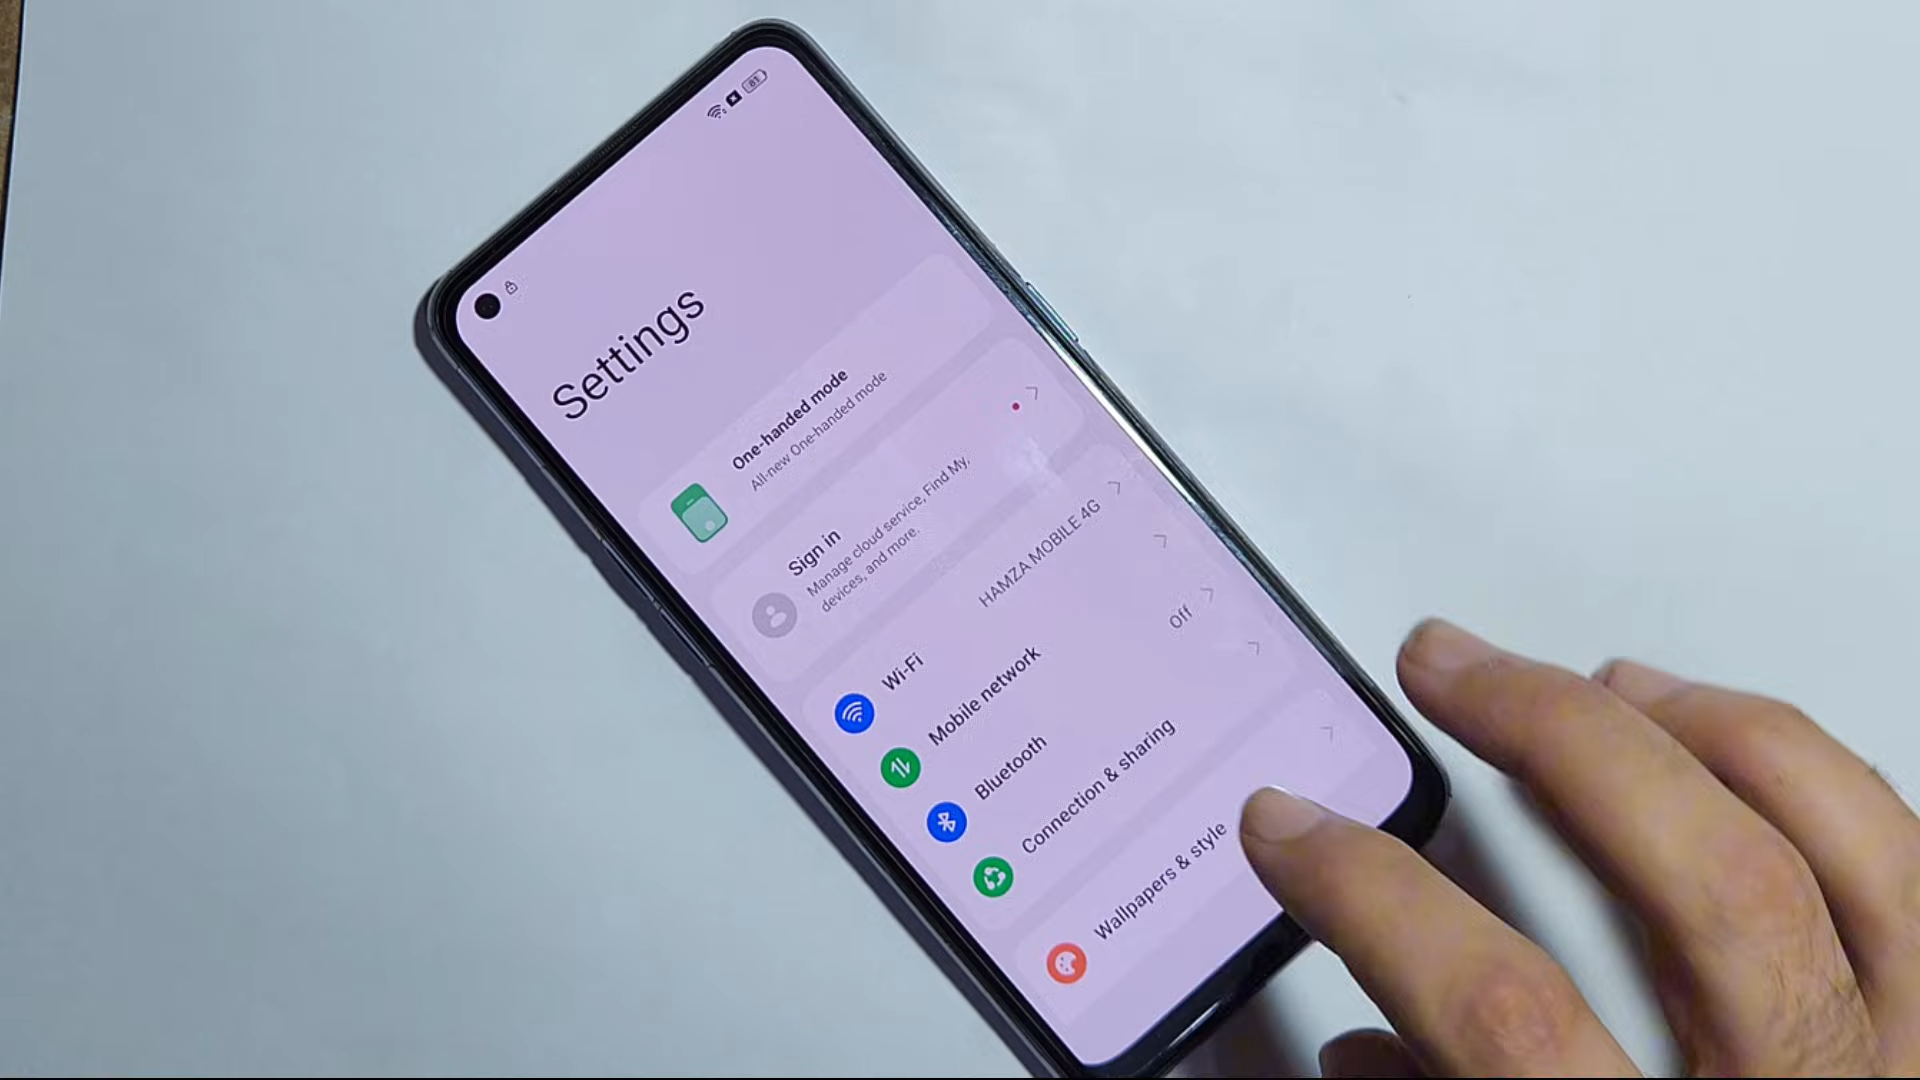 81
Settings
One-handed mode
All-new One-handed mode
Sign in
Manage cloud service, Find My,
devices, and more.
Wi-Fi
HAMZA MOBILE 4G
Mobile network
Bluetooth
Off
Connection & sharing
Wallpapers & style